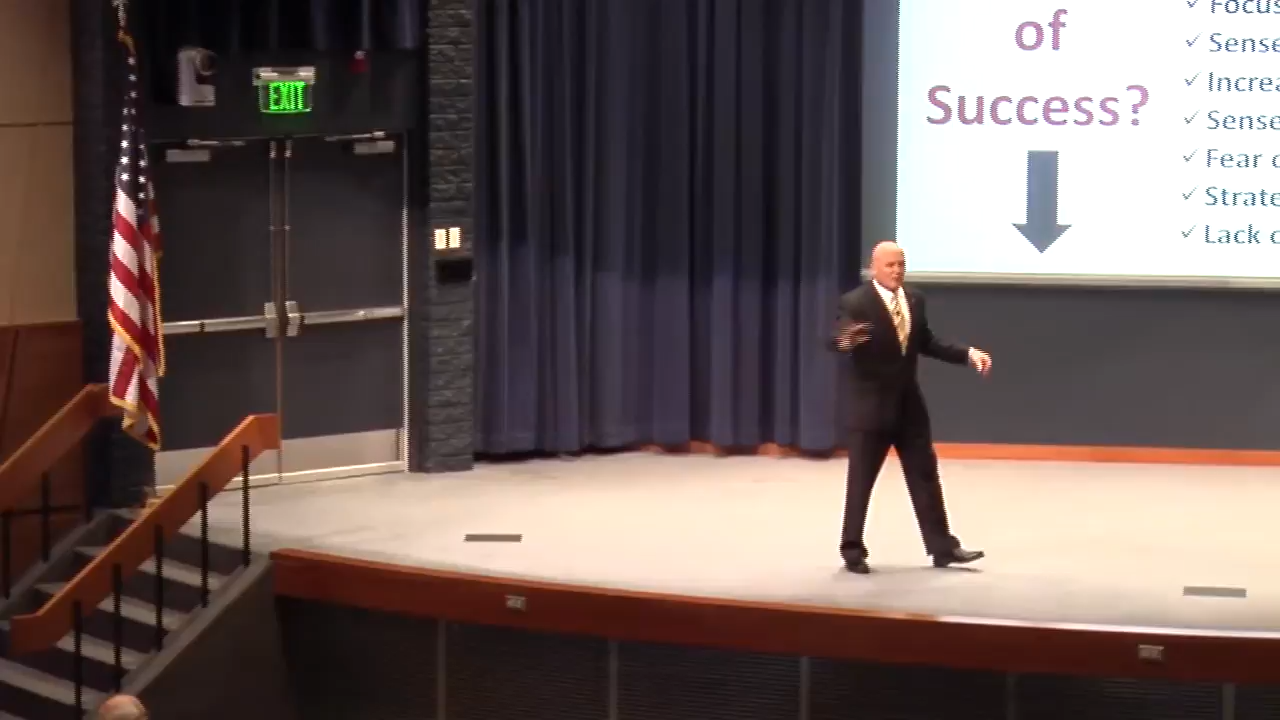 EXIT
of
Success?
✓ Focus
✓ Sense
✓ Increa
✓ Sense
✓ Fear
✓ Strate
✓ Lack